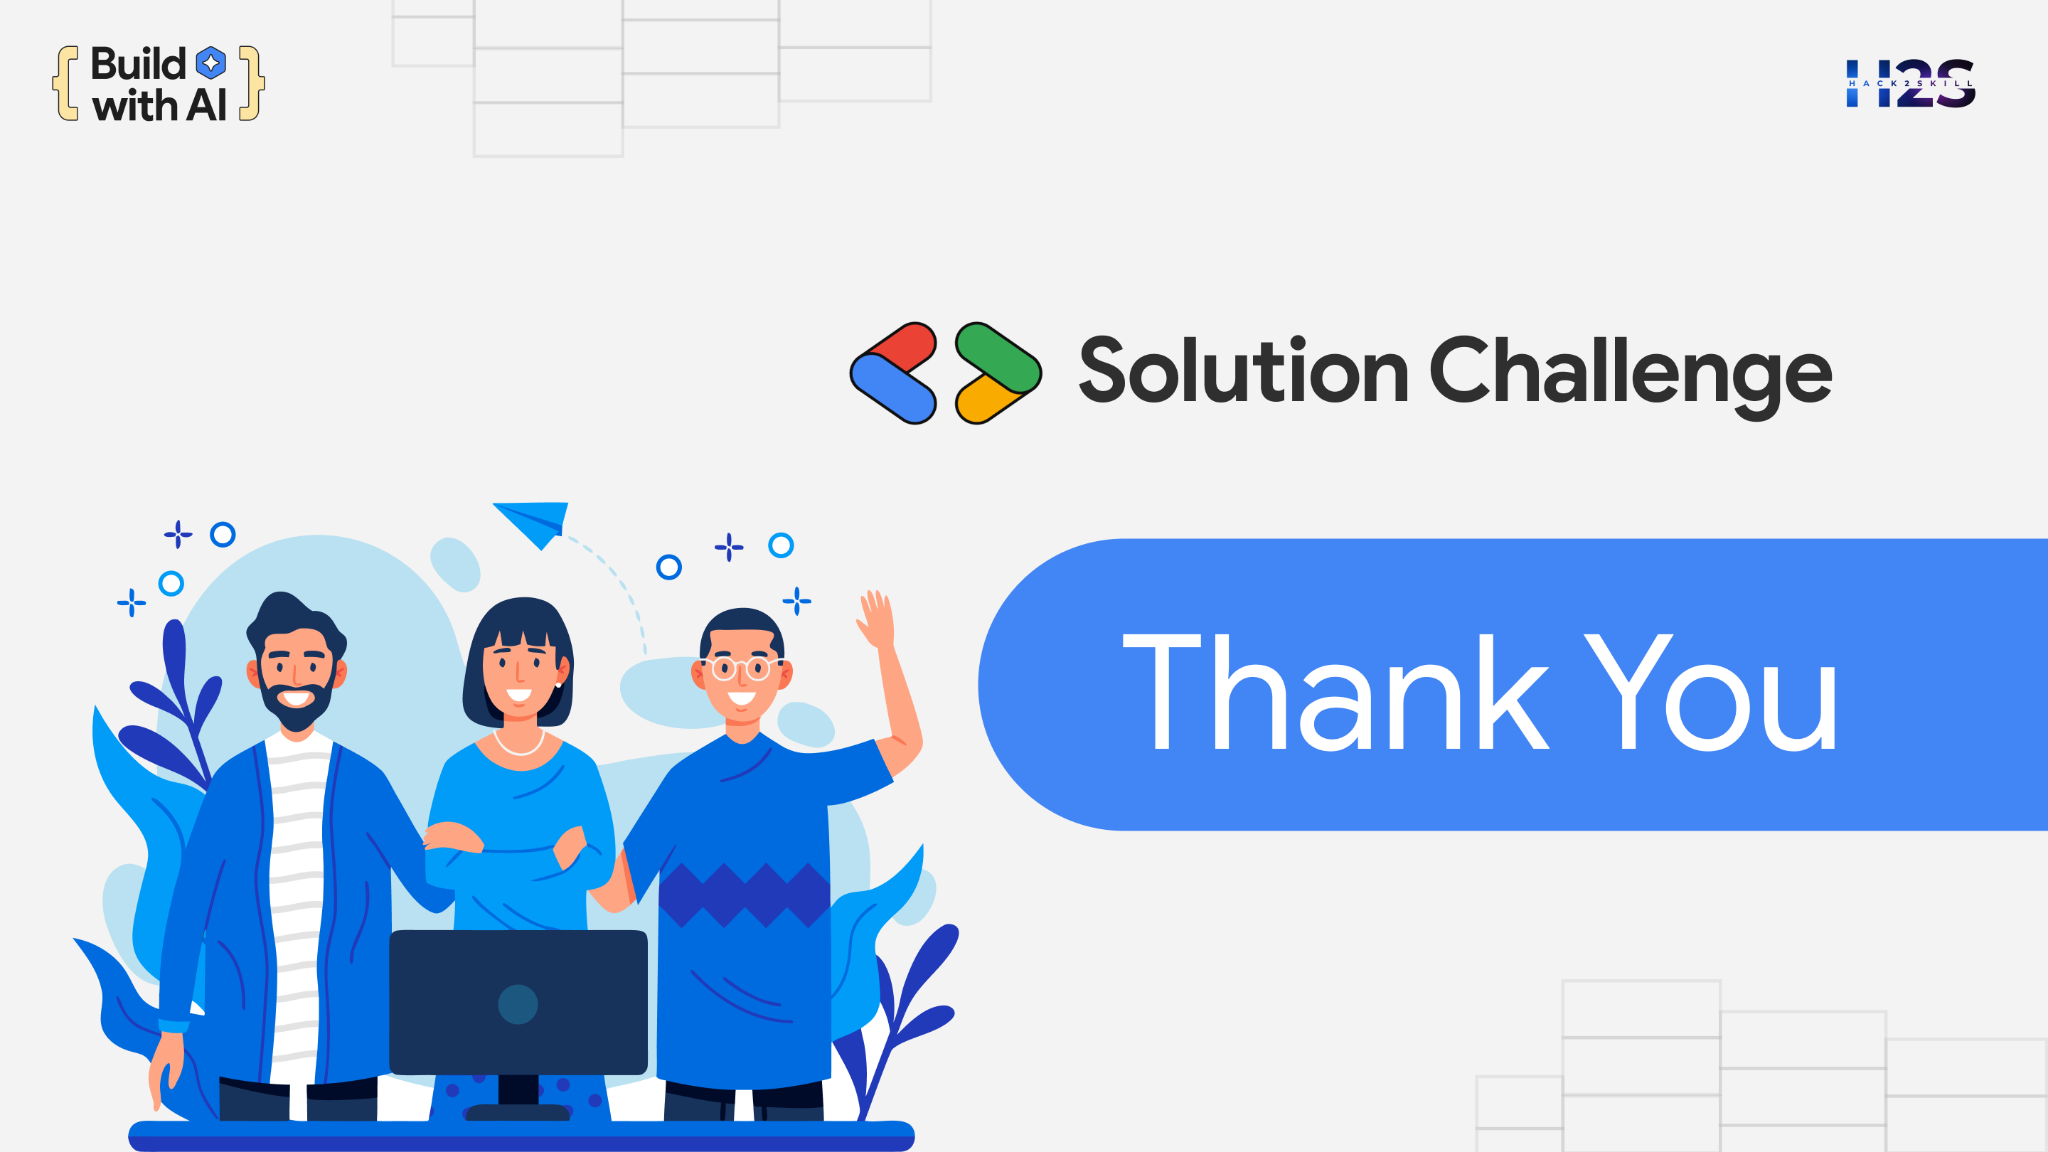 Build
with AI
H2S
HACK2SKILL
Solution Challenge
Thank You